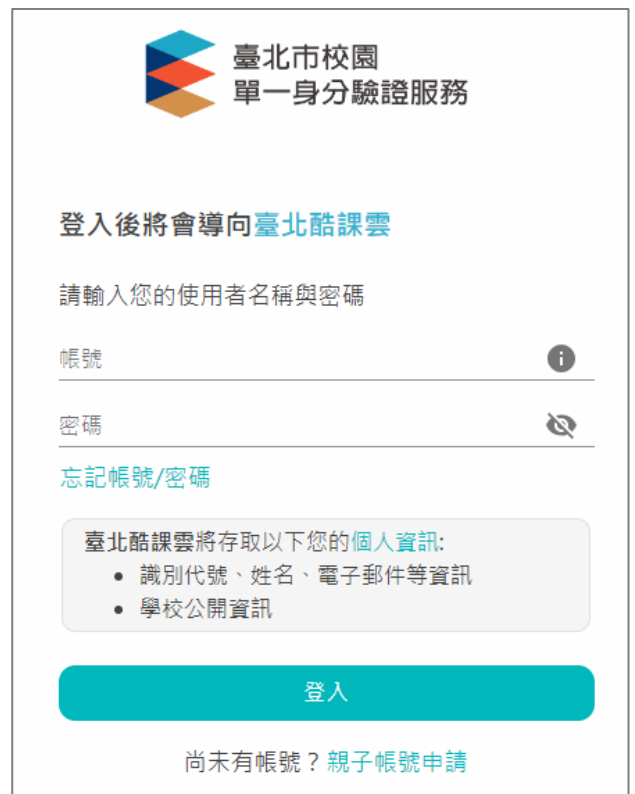 臺北市校園
單一身分驗證服務
登入後將會導向臺北酷課雲
請輸入您的使用者名稱與密碼
帳號
密碼
忘記帳號/密碼
臺北酷課雲將存取以下您的個人資訊:
• 識別代號、姓名、電子郵件等資訊
• 學校公開資訊
登入
尚未有帳號？親子帳號申請